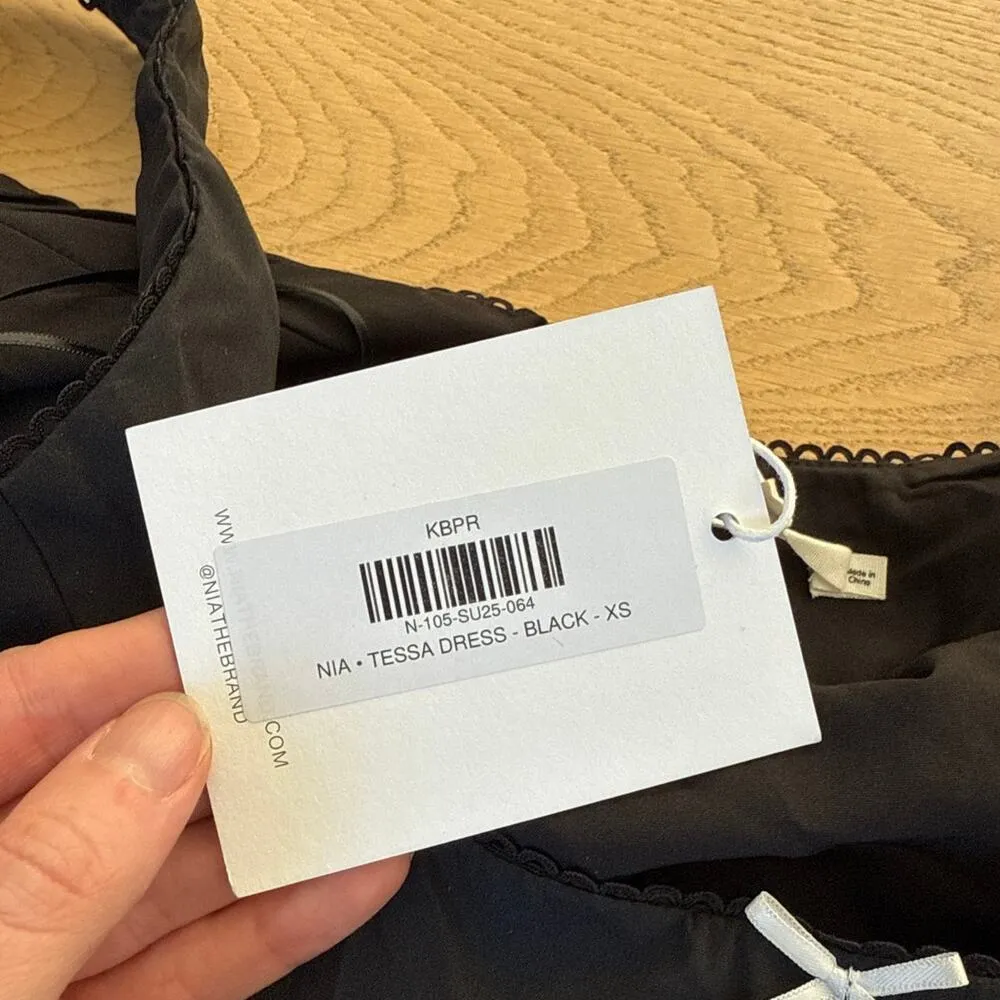 KBPR
N-105-SU25-064
NIA • TESSA DRESS - BLACK - XS
@NIATHEBRAND
.COM
Made in
China